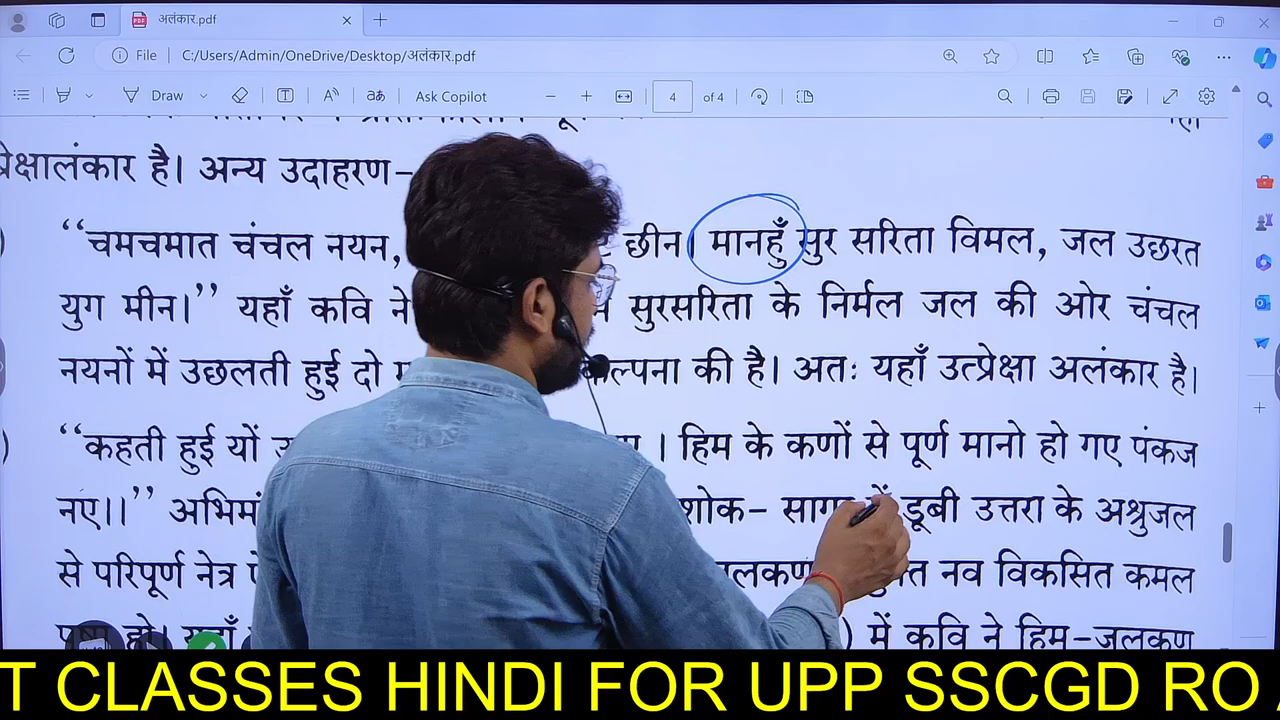 अलंकार.pdf
File C:/Users/Admin/OneDrive/Desktop/अलंकार.pdf
Draw Ask Copilot 4 of 4
प्रेक्षालंकार है। अन्य उदाहरण-
“चमचमात चंचल नयन, छीन। मानहुँ सुर सरिता विमल, जल उछरत
युग मीन।” यहाँ कवि ने सुरसरिता के निर्मल जल की ओर चंचल
नयनों में उछलती हुई दो कल्पना की है। अतः यहाँ उत्प्रेक्षा अलंकार है।
“कहती हुई यों । हिम के कणों से पूर्ण मानो हो गए पंकज
नए।।” शोक- में डूबी उत्तरा के अश्रुजल
से परिपूर्ण नेत्र नव विकसित कमल
हो। यहाँ ) में कवि ने हिम-जलकण
T CLASSES HINDI FOR UPP SSCGD RO